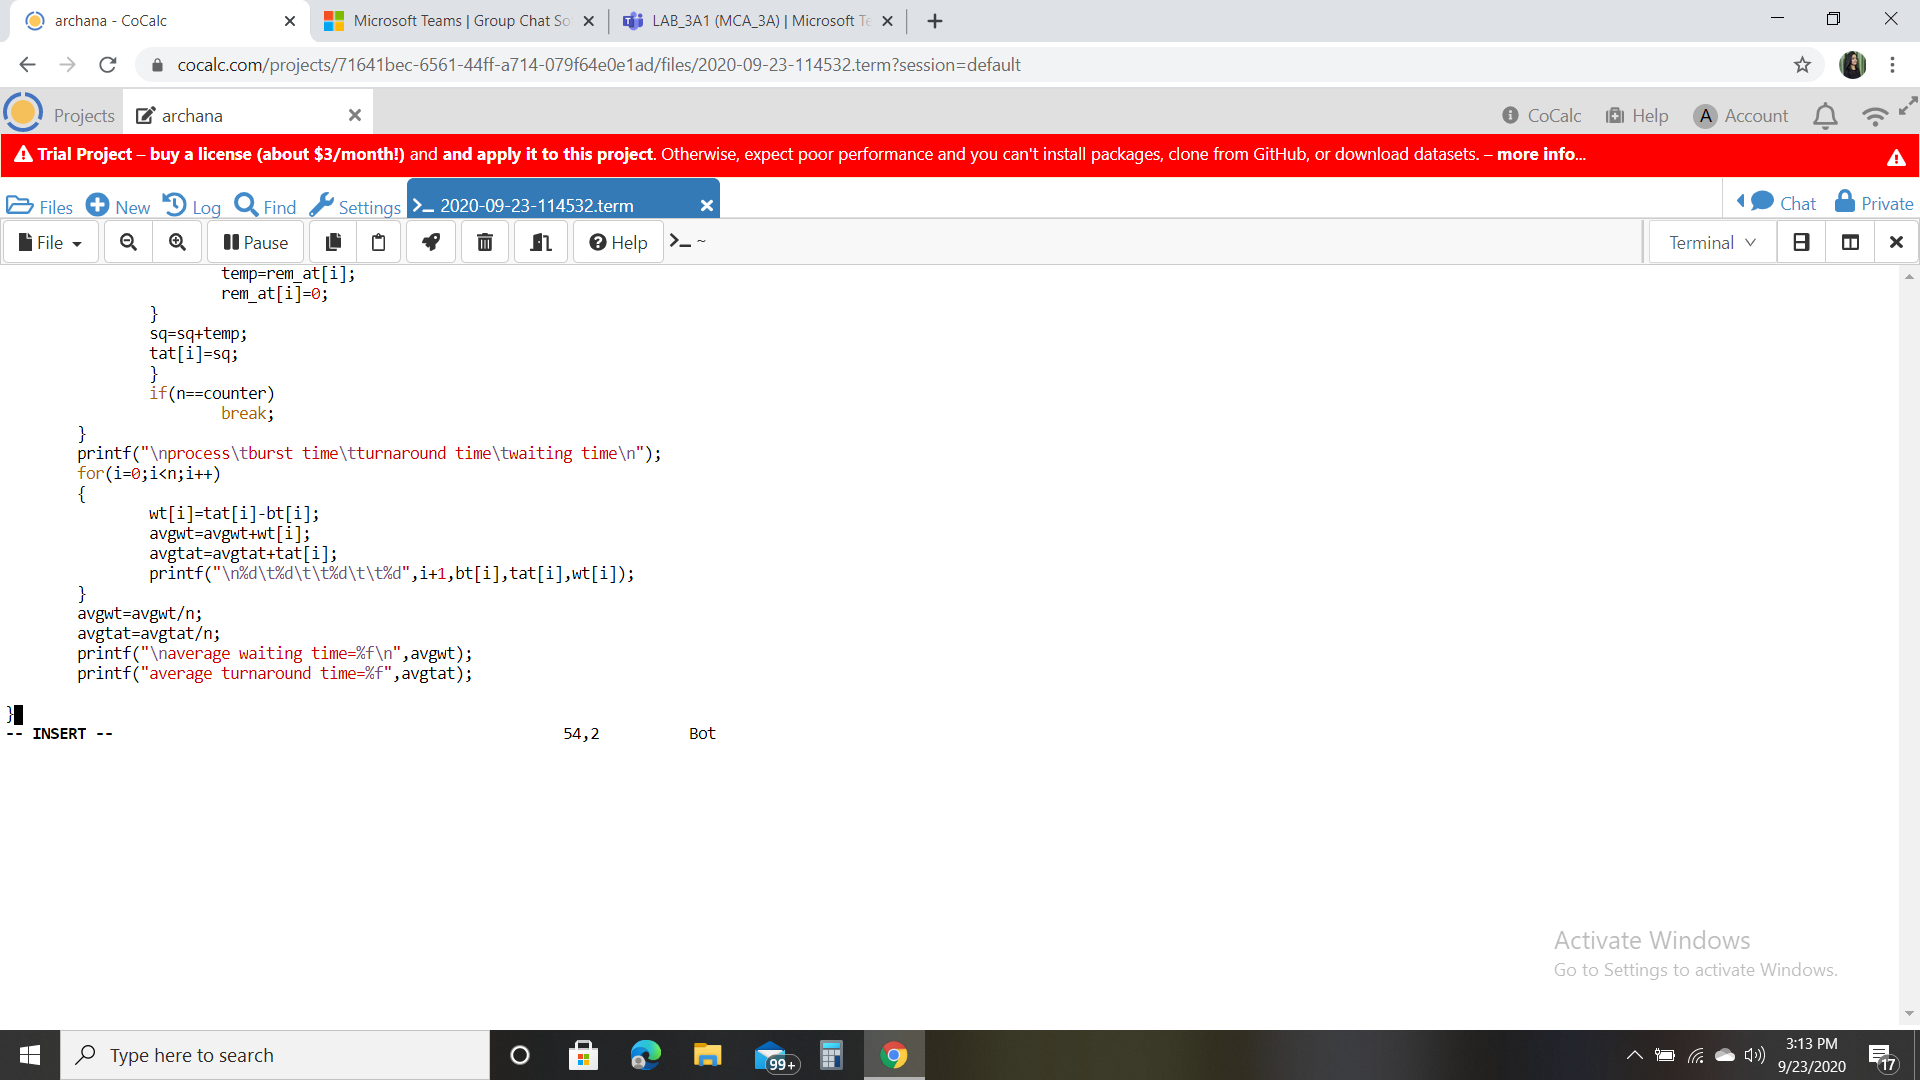 archana - CoCalc
Microsoft Teams | Group Chat So
LAB_3A1 (MCA_3A) | Microsoft Te
cocalc.com/projects/71641bec-6561-44ff-a714-079f64e0e1ad/files/2020-09-23-114532.term?session=default
Projects archana CoCalc Help A Account
Trial Project – buy a license (about $3/month!) and and apply it to this project. Otherwise, expect poor performance and you can't install packages, clone from GitHub, or download datasets. – more info...
Files New Log Find Settings >_ 2020-09-23-114532.term Chat Private
File Pause Help >_ ~ Terminal
temp=rem_at[i];
rem_at[i]=0;
}
sq=sq+temp;
tat[i]=sq;
}
if(n==counter)
break;
}
printf("\nprocess\tburst time\tturnaround time\twaiting time\n");
for(i=0;i<n;i++)
{
wt[i]=tat[i]-bt[i];
avgwt=avgwt+wt[i];
avgtat=avgtat+tat[i];
printf("\n%d\t%d\t\t%d\t\t%d",i+1,bt[i],tat[i],wt[i]);
}
avgwt=avgwt/n;
avgtat=avgtat/n;
printf("\naverage waiting time=%f\n",avgwt);
printf("average turnaround time=%f",avgtat);
}
-- INSERT -- 54,2 Bot
Activate Windows
Go to Settings to activate Windows.
Type here to search
99+
3:13 PM
9/23/2020
17